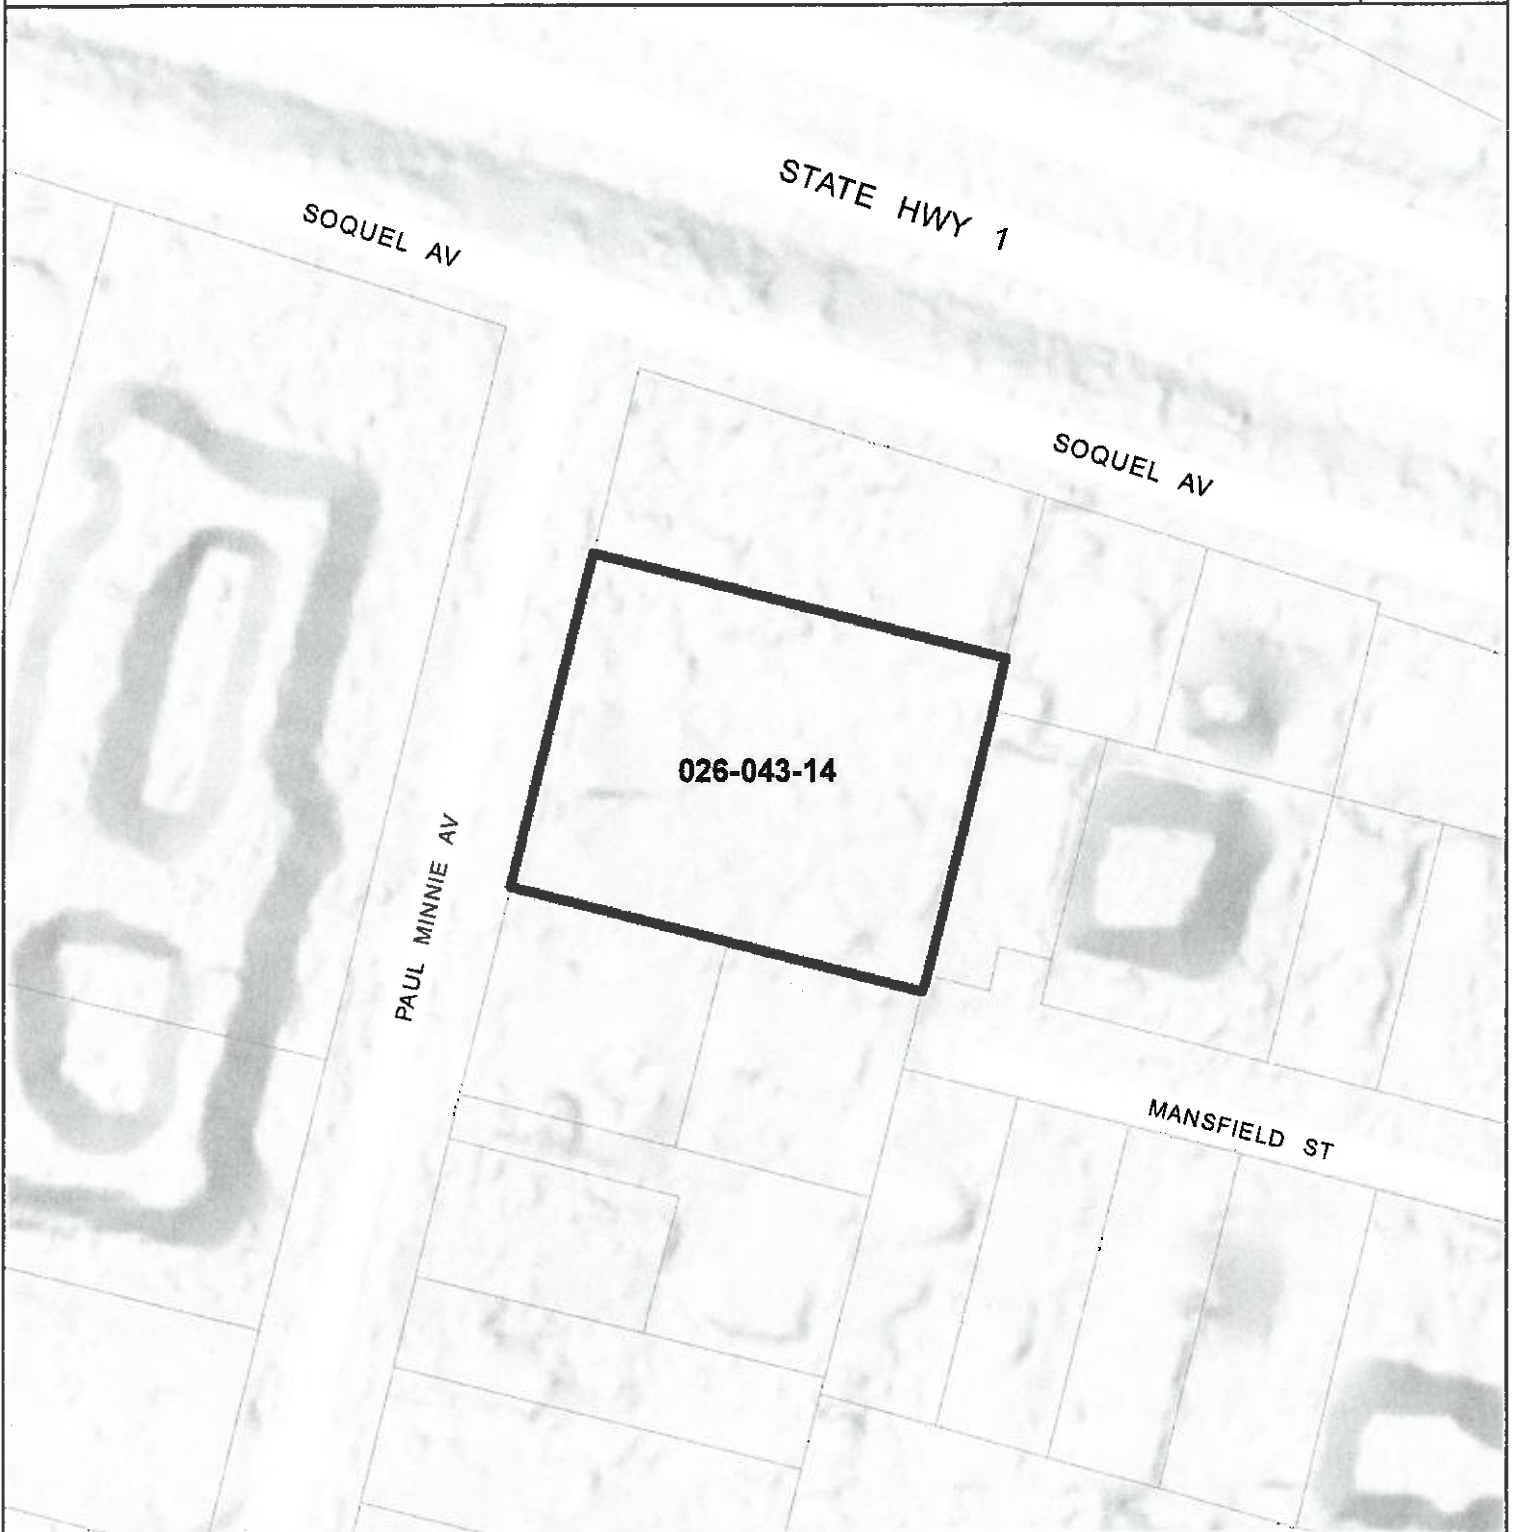 STATE HWY 1
SOQUEL AV
SOQUEL AV
026-043-14
PAUL MINNIE AV
MANSFIELD ST